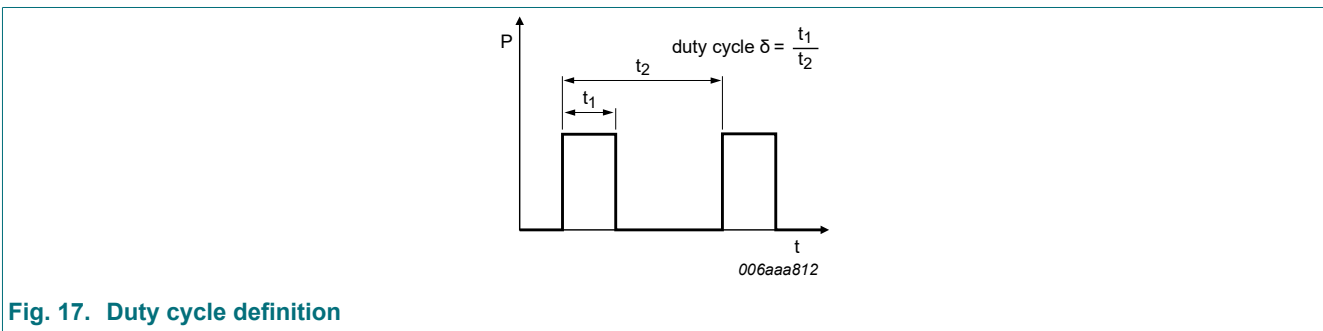 P
duty cycle δ = t1
t2
t2
t1
t
006aaa812
Fig. 17. Duty cycle definition